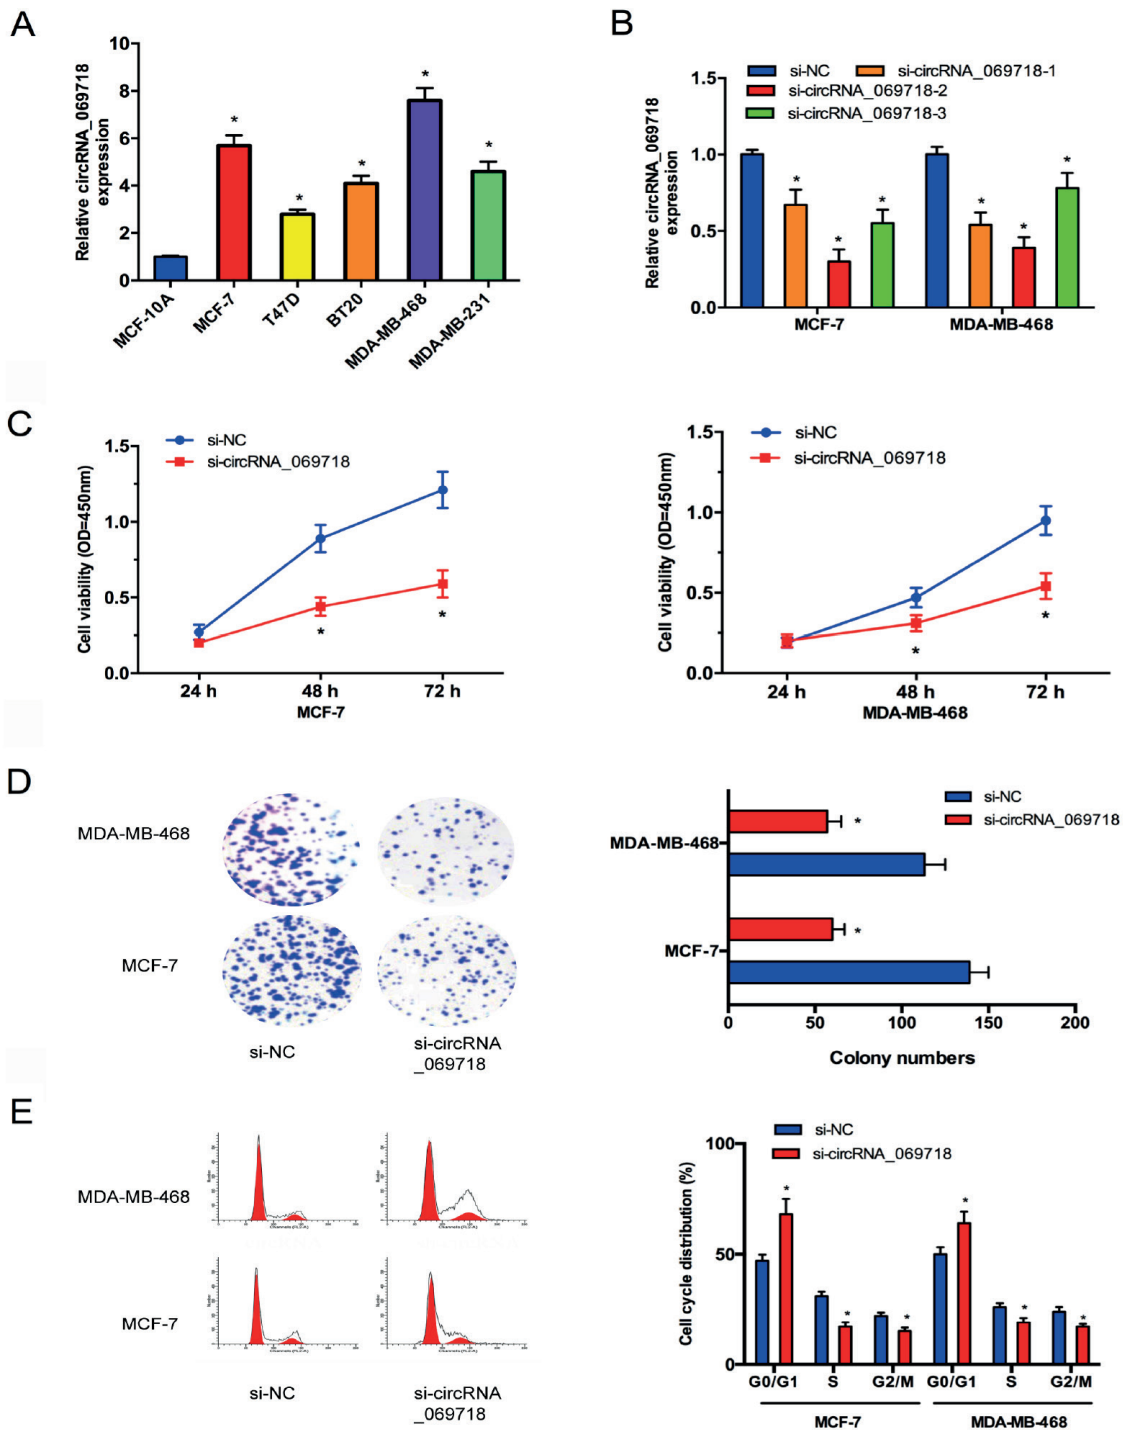 A
Relative circRNA_069718
expression
10
8
6
4
2
0
*
*
*
*
*
MCF-10A
MCF-7
T47D
BT20
MDA-MB-468
MDA-MB-231
B
si-NC
si-circRNA_069718-1
si-circRNA_069718-2
si-circRNA_069718-3
Relative circRNA_069718
expression
1.5
1.0
0.5
0.0
*
*
*
*
*
*
MCF-7
MDA-MB-468
C
si-NC
si-circRNA_069718
Cell viability (OD=450nm)
1.5
1.0
0.5
0.0
*
*
24 h
48 h
72 h
MCF-7
si-NC
si-circRNA_069718
Cell viability (OD=450nm)
1.5
1.0
0.5
0.0
*
*
24 h
48 h
72 h
MDA-MB-468
D
MDA-MB-468
MCF-7
si-NC
si-circRNA
_069718
si-NC
si-circRNA_069718
MDA-MB-468
*
MCF-7
*
0
50
100
150
200
Colony numbers
E
MDA-MB-468
MCF-7
si-NC
si-circRNA
_069718
si-NC
si-circRNA_069718
Cell cycle distribution (%)
100
50
0
*
*
*
*
*
*
G0/G1
S
G2/M
G0/G1
S
G2/M
MCF-7
MDA-MB-468